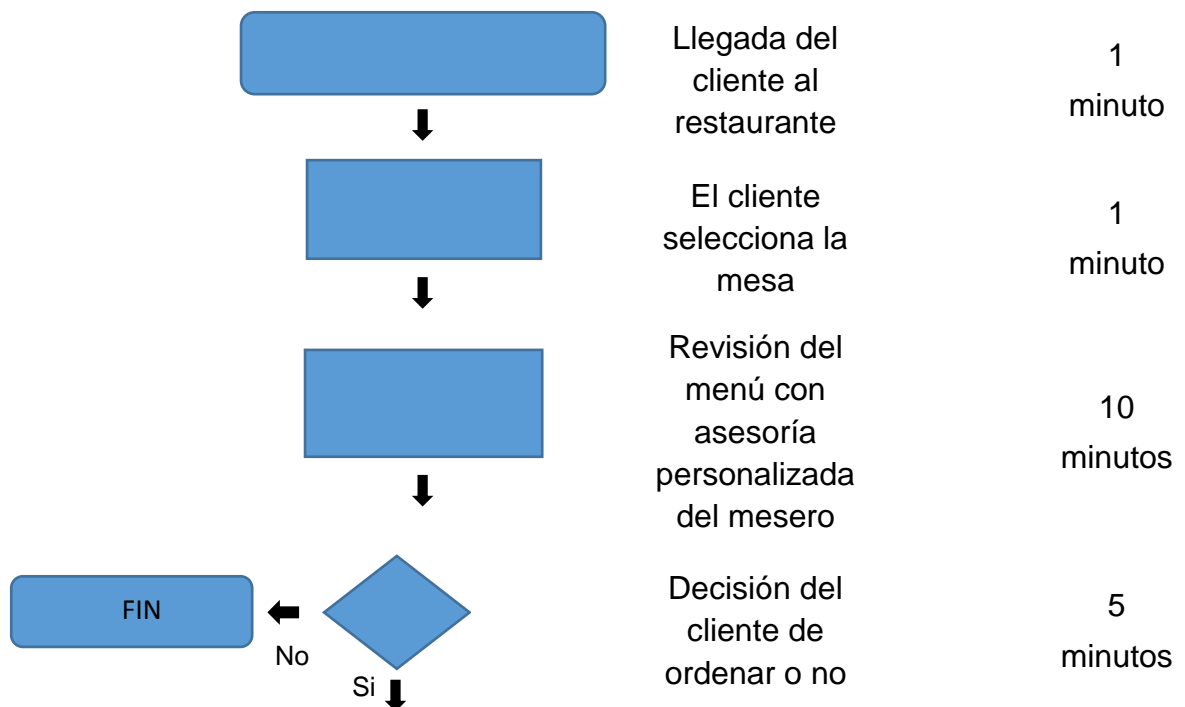 Llegada del
cliente al
restaurante
1
minuto
El cliente
selecciona la
mesa
1
minuto
Revisión del
menú con
asesoría
personalizada
del mesero
10
minutos
FIN
No
Si
Decisión del
cliente de
ordenar o no
5
minutos